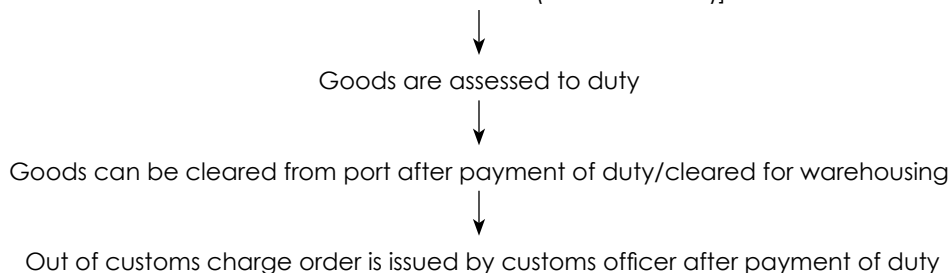 Goods are assessed to duty
Goods can be cleared from port after payment of duty/cleared for warehousing
Out of customs charge order is issued by customs officer after payment of duty